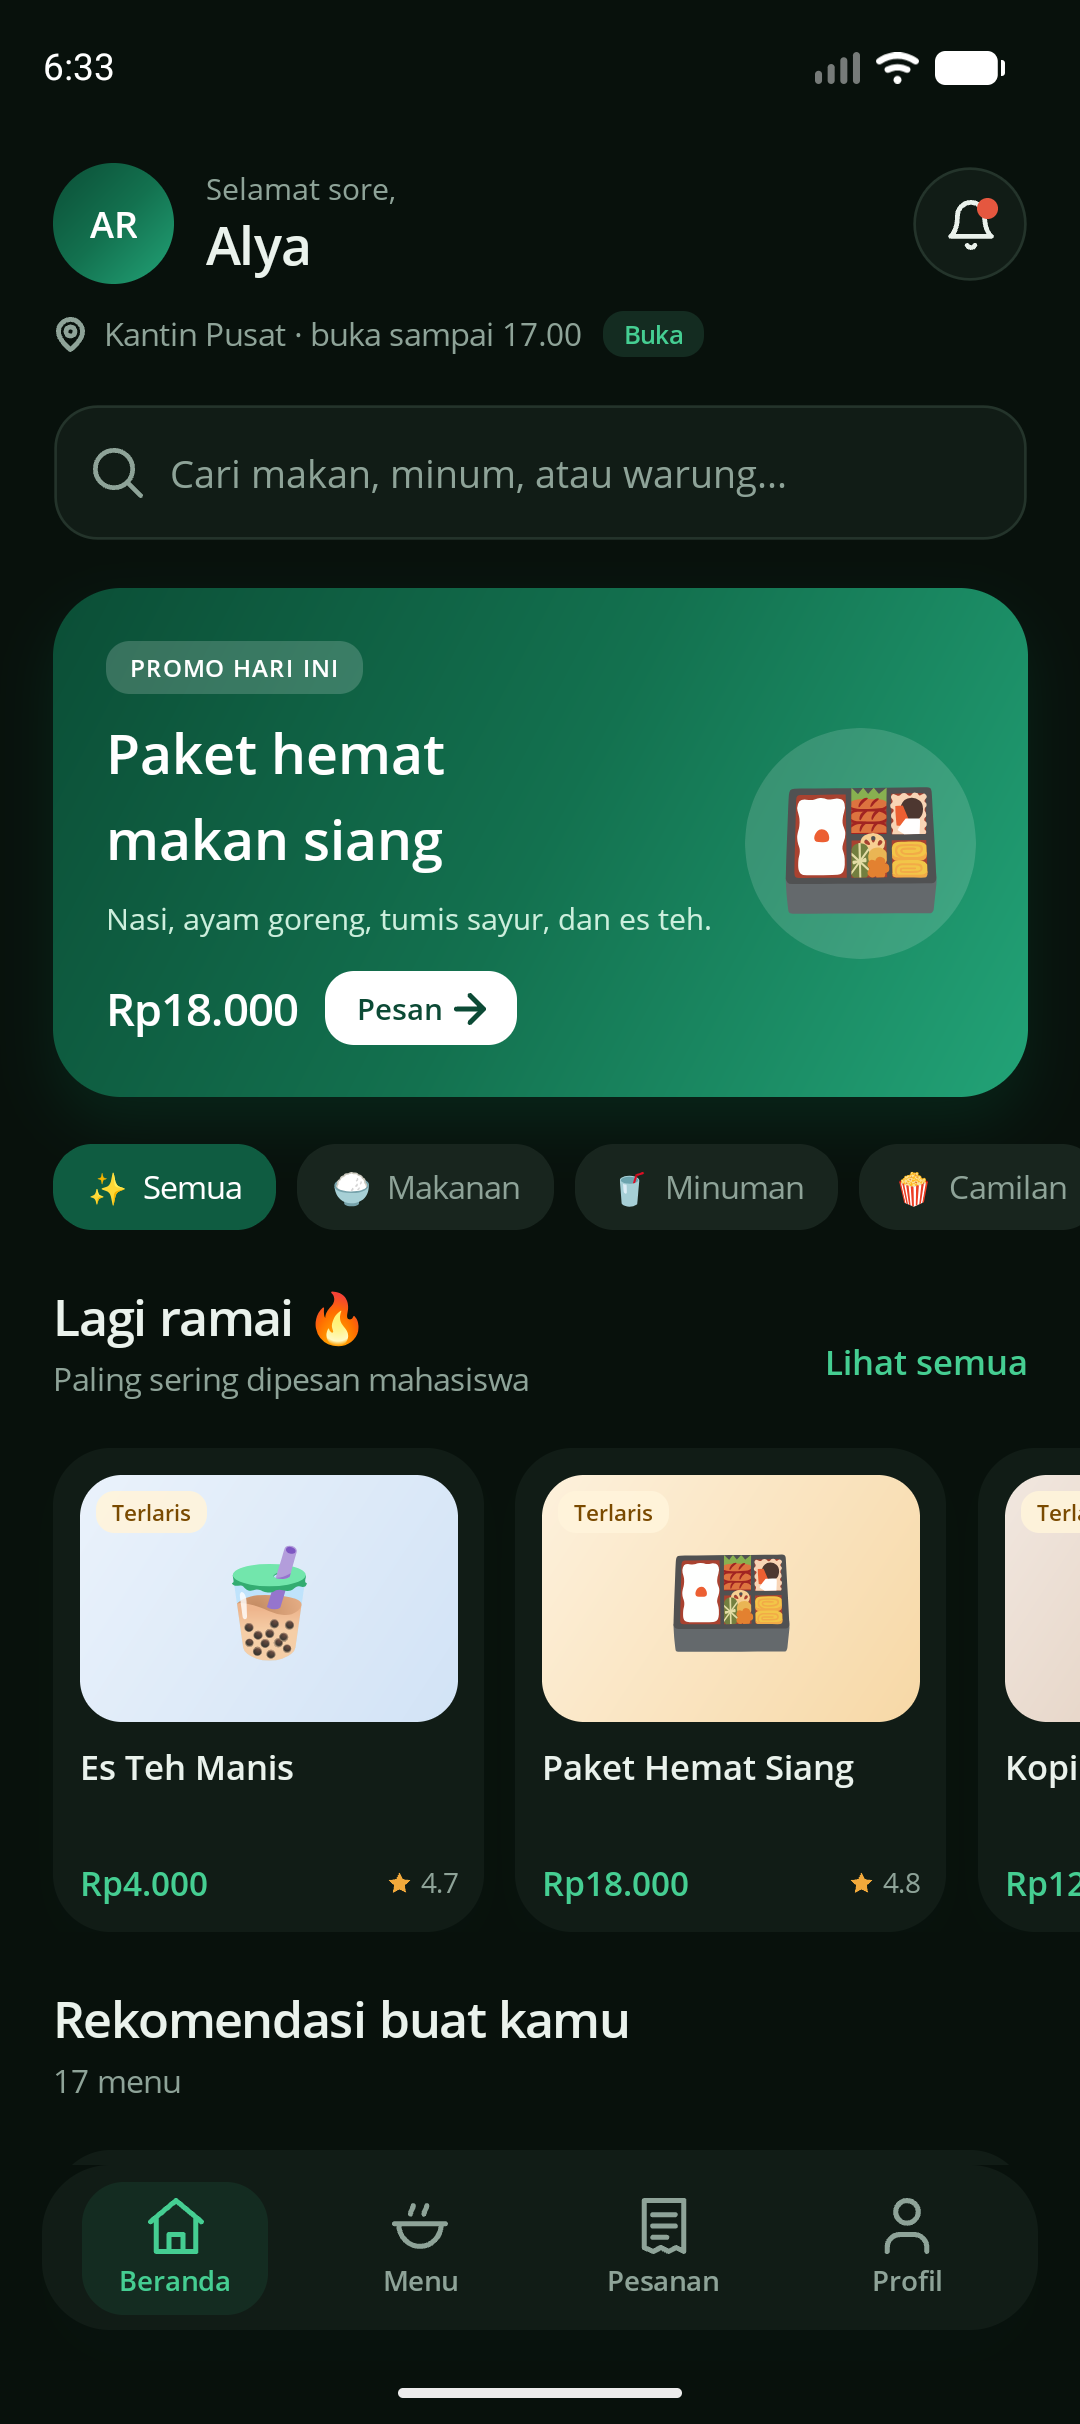 6:33
AR
Selamat sore,
Alya
Kantin Pusat · buka sampai 17.00
Buka
Cari makan, minum, atau warung...
PROMO HARI INI
Paket hemat
makan siang
Nasi, ayam goreng, tumis sayur, dan es teh.
Rp18.000
Pesan
Semua
Makanan
Minuman
Camilan
Lagi ramai 🔥
Paling sering dipesan mahasiswa
Lihat semua
Terlaris
Terlaris
Terla
Es Teh Manis
Paket Hemat Siang
Kopi
Rp4.000
4.7
Rp18.000
4.8
Rp12
Rekomendasi buat kamu
17 menu
Beranda
Menu
Pesanan
Profil